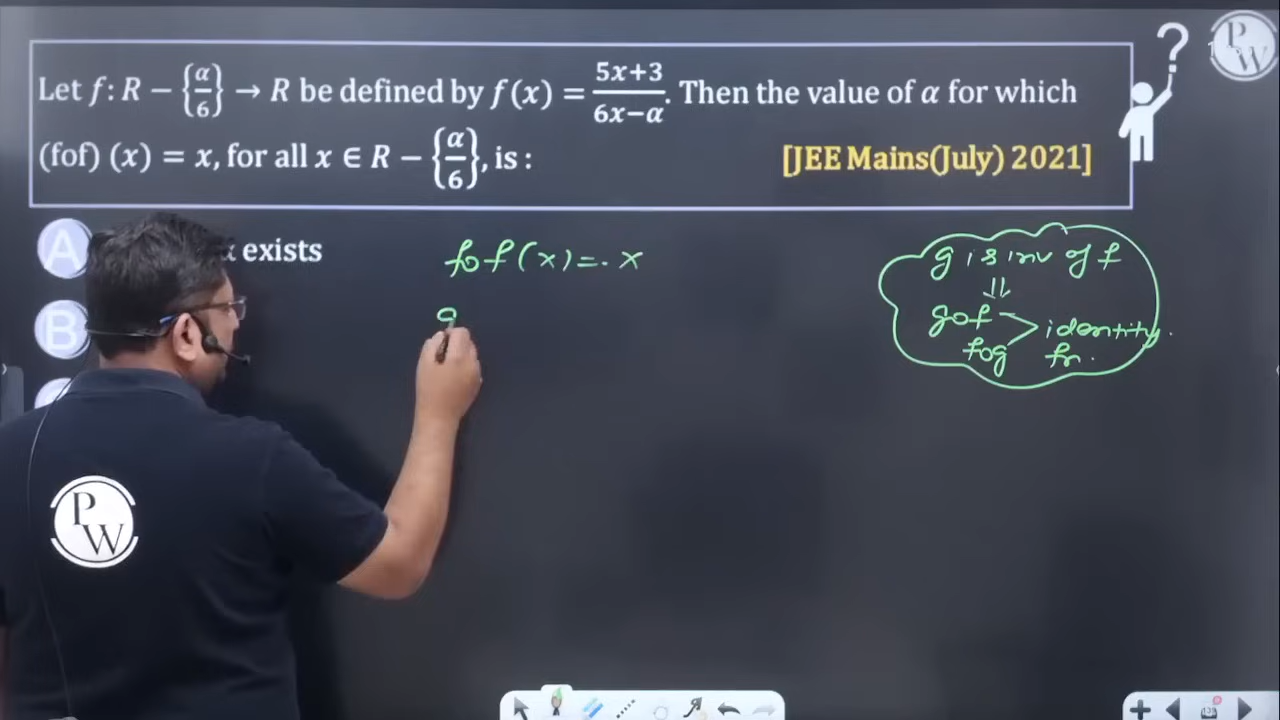 Let f: R − {α/6} → R be defined by f(x) = (5x+3)/(6x−α). Then the value of α for which
(fof) (x) = x, for all x ∈ R − {α/6}, is :
[JEE Mains(July) 2021]
A
exists
B
fof(x)=.x
g is inv of f
⇓
gof
fog
> identity
fn.
PW
PW